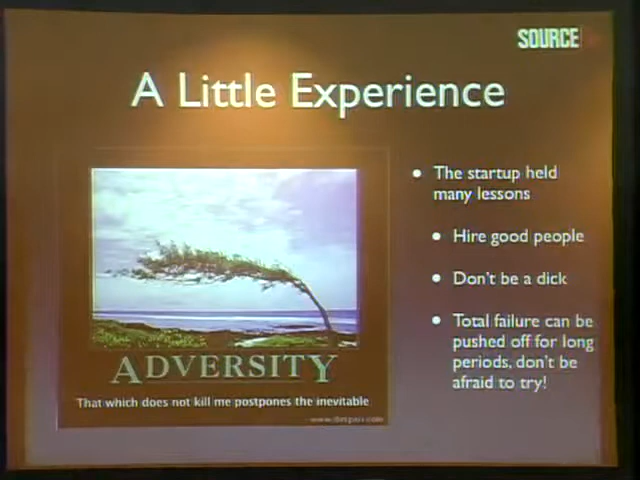 SOURCE
A Little Experience
• The startup held
many lessons
• Hire good people
• Don't be a dick
• Total failure can be
pushed off for long
periods, don't be
afraid to try!
ADVERSITY
That which does not kill me postpones the inevitable